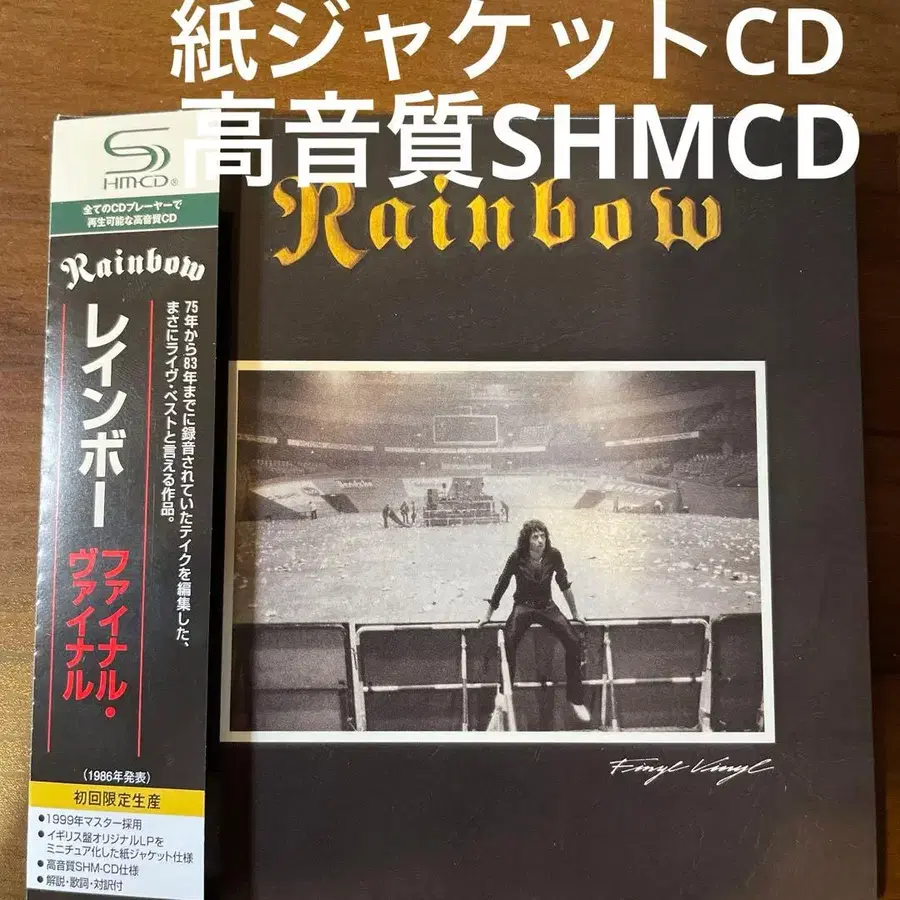 紙ジャケットCD
高音質SHMCD
SHM-CD®
全てのCDプレーヤーで
再生可能な高音質CD
Rainbow
レインボー
ファイナル・
ヴァイナル
75年から83年までに録音されていたテイクを編集した、
まさにライヴ・ベストと言える作品。
(1986年発表)
初回限定生産
●1999年マスター採用
●イギリス盤オリジナルLPを
ミニチュア化した紙ジャケット仕様
●高音質SHM-CD仕様
●解説・歌詞・対訳付
Rainbow
Finyl Vinyl